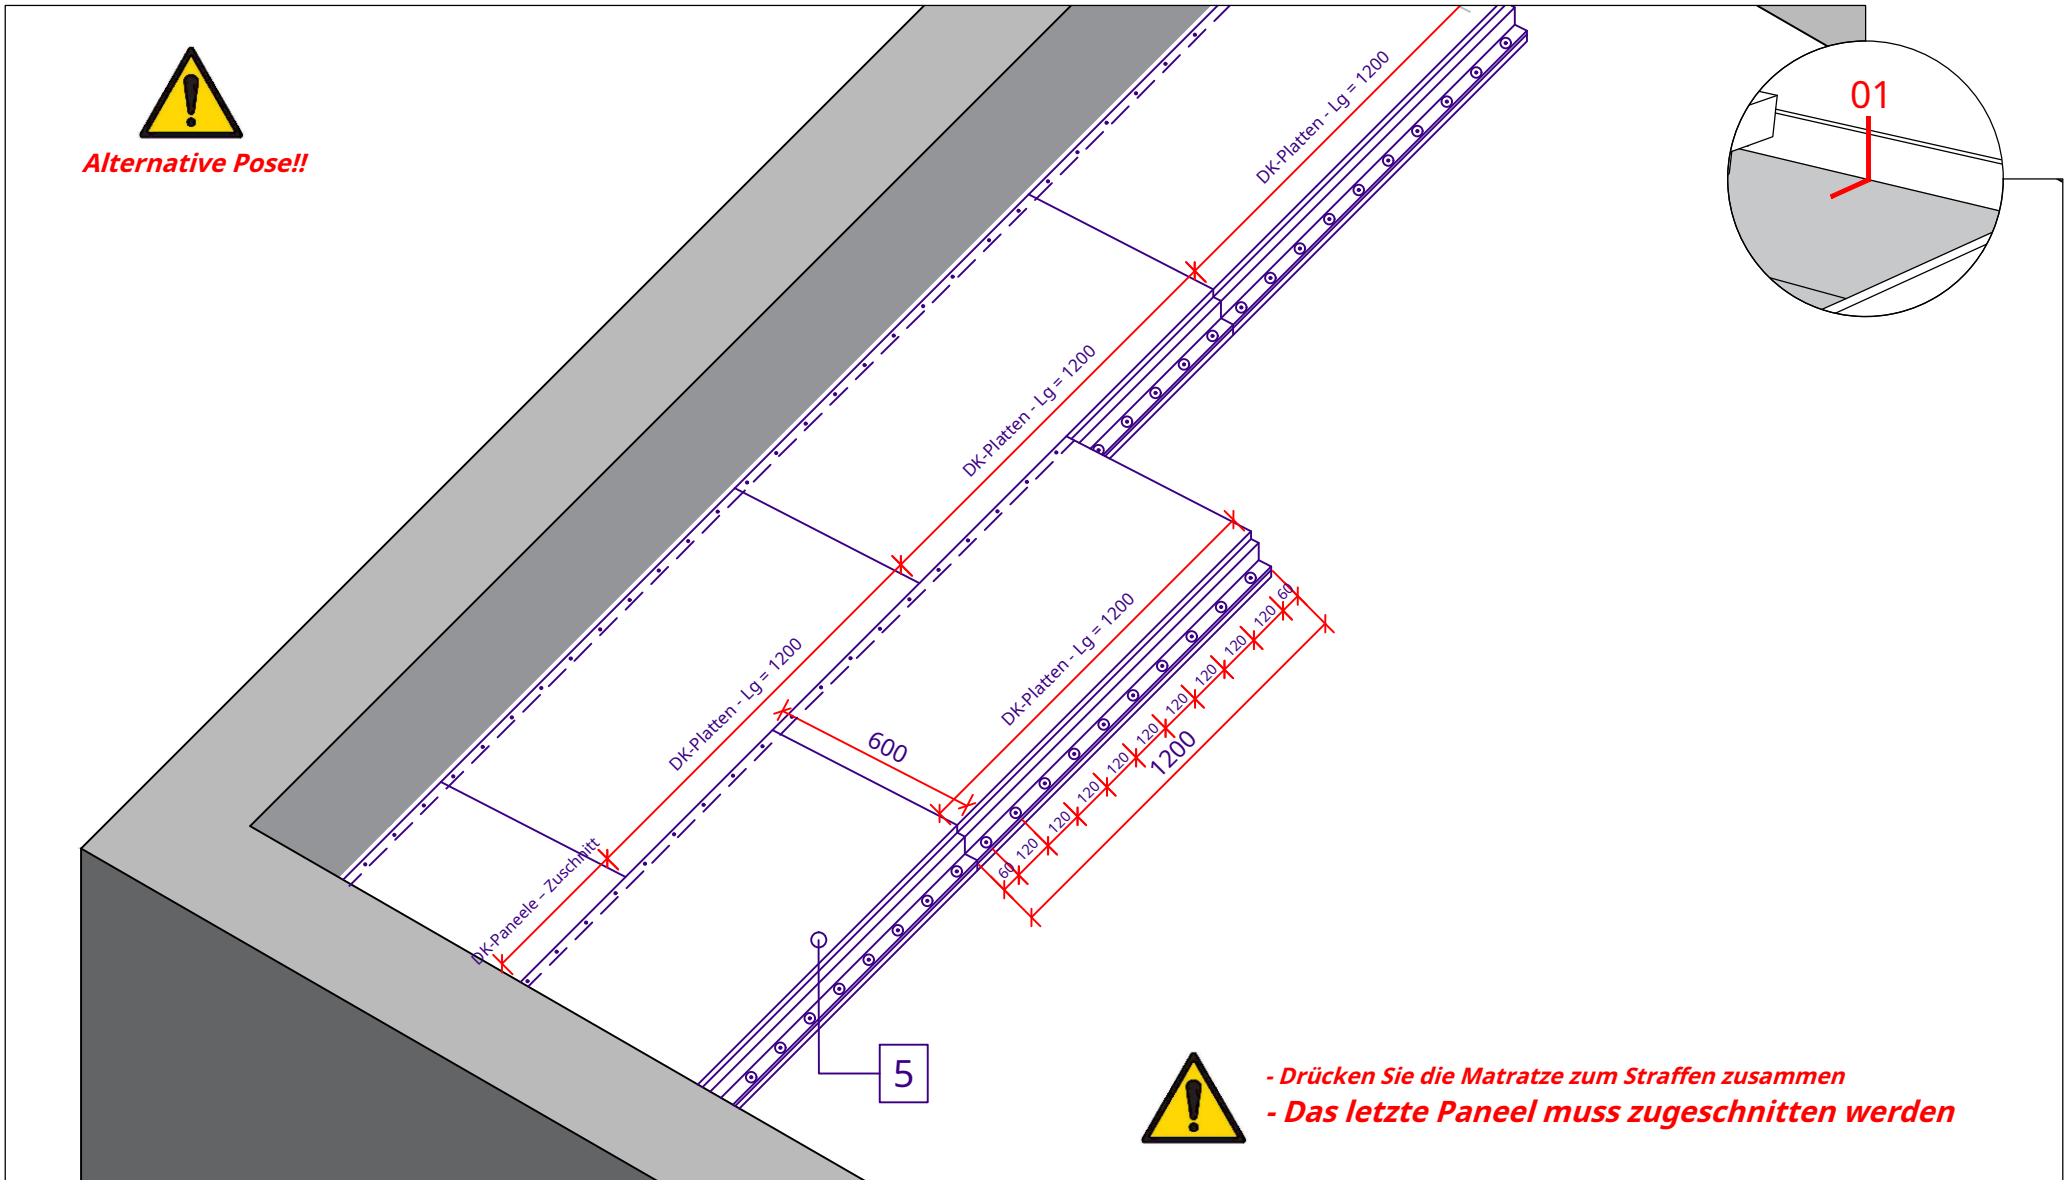 Alternative Pose!!
01
DK-Platten - Lg = 1200
DK-Platten - Lg = 1200
DK-Platten - Lg = 1200
DK-Platten - Lg = 1200
DK-Paneele – Zuschnitt
600
60
120
120
120
120
120
120
120
120
120
60
1200
5
- Drücken Sie die Matratze zum Straffen zusammen
- Das letzte Paneel muss zugeschnitten werden